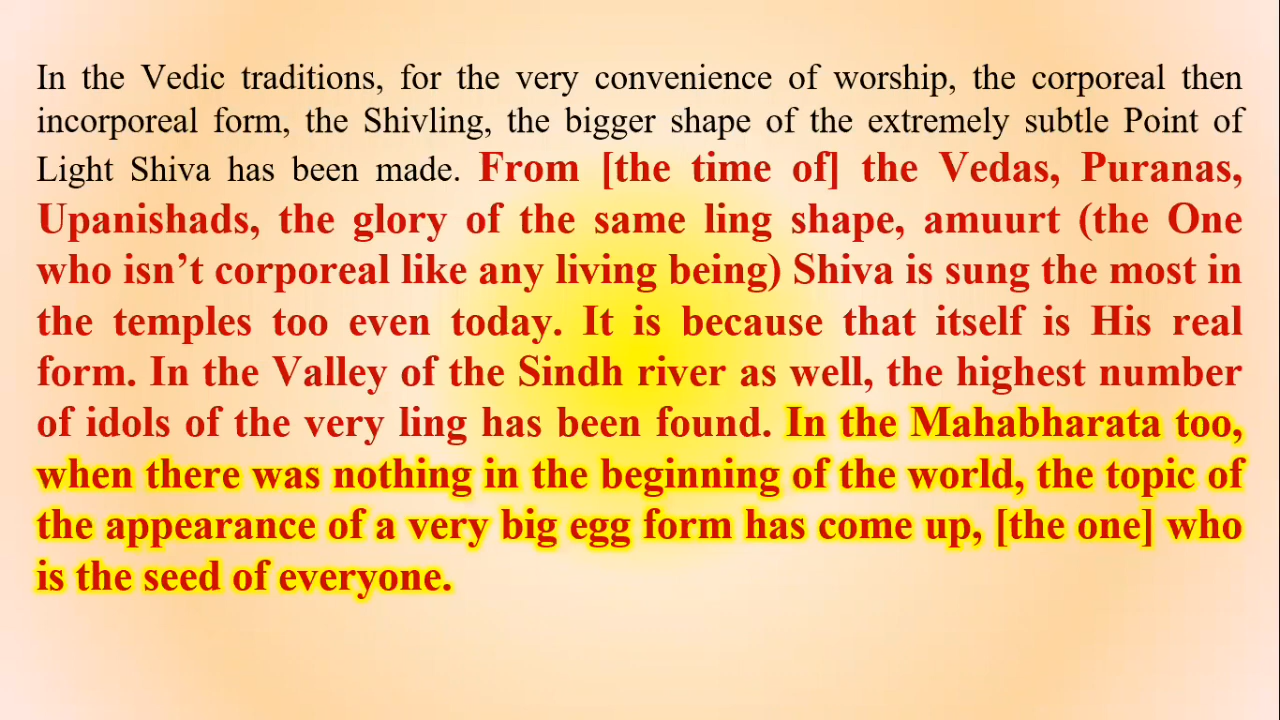 In the Vedic traditions, for the very convenience of worship, the corporeal then
incorporeal form, the Shivling, the bigger shape of the extremely subtle Point of
Light Shiva has been made. From [the time of] the Vedas, Puranas,
Upanishads, the glory of the same ling shape, amuurt (the One
who isn’t corporeal like any living being) Shiva is sung the most in
the temples too even today. It is because that itself is His real
form. In the Valley of the Sindh river as well, the highest number
of idols of the very ling has been found. In the Mahabharata too,
when there was nothing in the beginning of the world, the topic of
the appearance of a very big egg form has come up, [the one] who
is the seed of everyone.